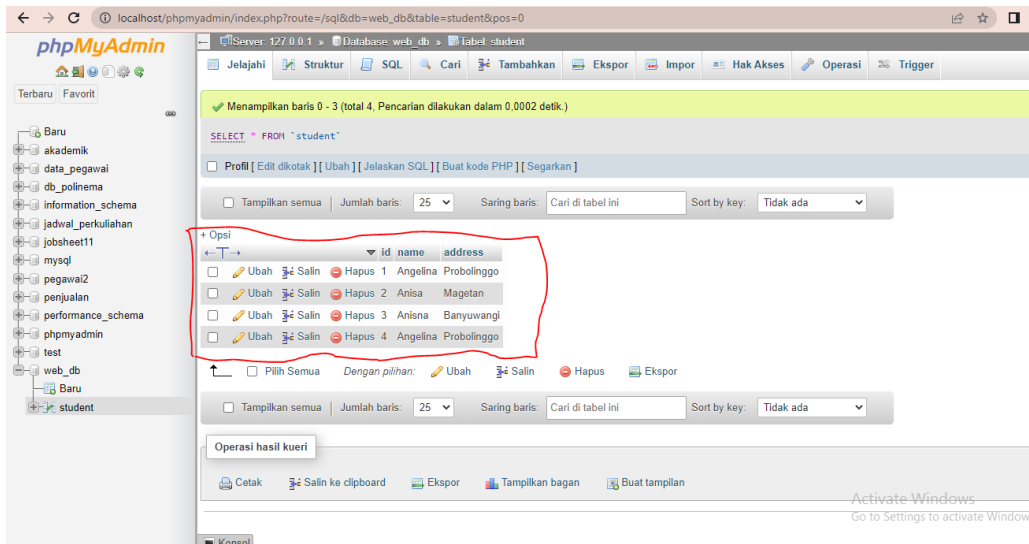 localhost/phpmyadmin/index.php?route=/sql&db=web_db&table=student&pos=0
phpMyAdmin
Terbaru Favorit
Baru
akademik
data_pegawai
db_polinema
information_schema
jadwal_perkuliahan
jobsheet11
mysql
pegawai2
penjualan
performance_schema
phpmyadmin
test
web_db
Baru
student
Server: 127.0.0.1 » Database: web_db » Tabel: student
Jelajahi Struktur SQL Cari Tambahkan Ekspor Impor Hak Akses Operasi Trigger
Menampilkan baris 0 - 3 (total 4, Pencarian dilakukan dalam 0,0002 detik.)
SELECT * FROM `student`
Profil [ Edit dikotak ] [ Ubah ] [ Jelaskan SQL ] [ Buat kode PHP ] [ Segarkan ]
Tampilkan semua | Jumlah baris: 25 Saring baris: Cari di tabel ini Sort by key: Tidak ada
+ Opsi
←T→ id name address
Ubah Salin Hapus 1 Angelina Probolinggo
Ubah Salin Hapus 2 Anisa Magetan
Ubah Salin Hapus 3 Anisna Banyuwangi
Ubah Salin Hapus 4 Angelina Probolinggo
Pilih Semua Dengan pilihan: Ubah Salin Hapus Ekspor
Tampilkan semua | Jumlah baris: 25 Saring baris: Cari di tabel ini Sort by key: Tidak ada
Operasi hasil kueri
Cetak Salin ke clipboard Ekspor Tampilkan bagan Buat tampilan
Activate Windows
Go to Settings to activate Window
Konsol